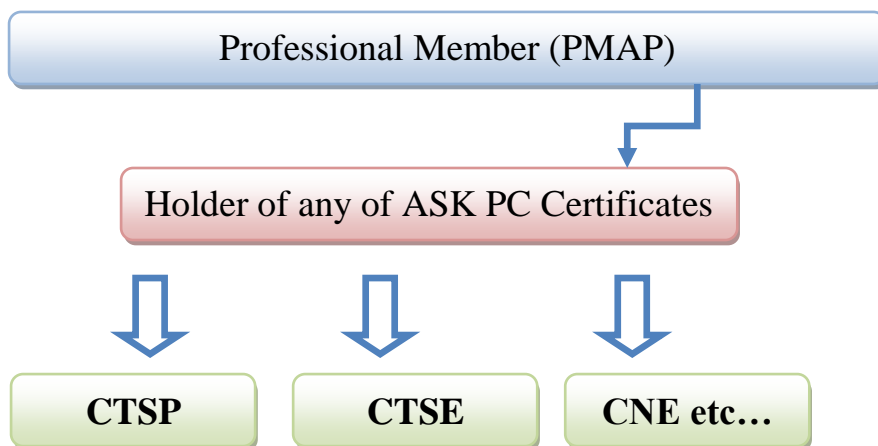 Professional Member (PMAP)
Holder of any of ASK PC Certificates
CTSP
CTSE
CNE etc…